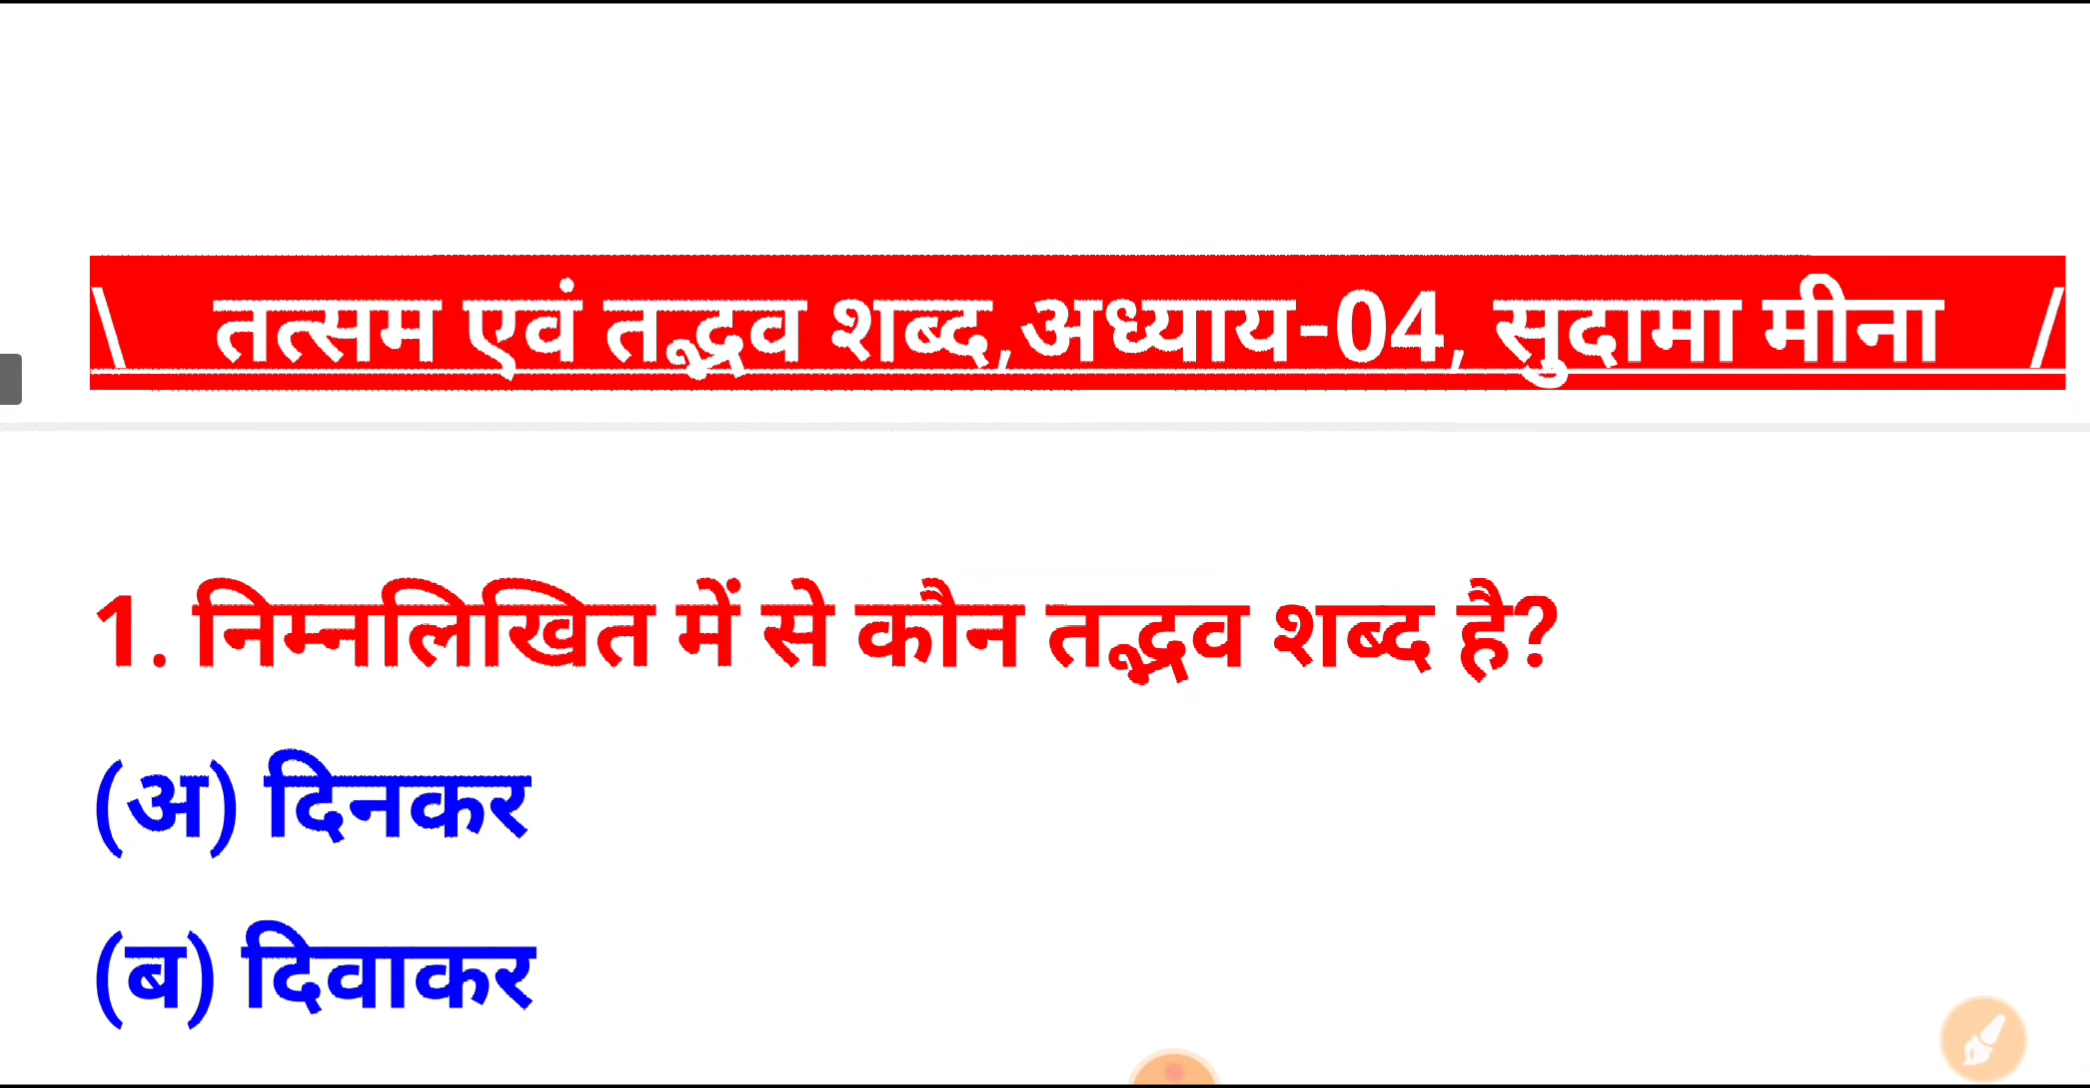 \ तत्सम एवं तद्भव शब्द,अध्याय-04, सुदामा मीना /
1. निम्नलिखित में से कौन तद्भव शब्द है?
(अ) दिनकर
(ब) दिवाकर